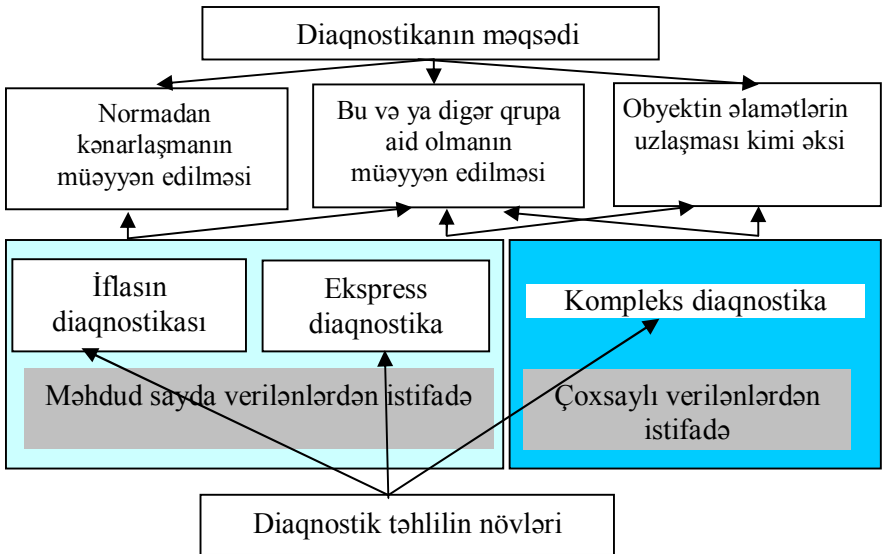 Diaqnostikanın məqsədi
Normadan
kənarlaşmanın
müəyyən edilməsi
Bu və ya digər qrupa
aid olmanın
müəyyən edilməsi
Obyektin əlamətlərin
uzlaşması kimi əksi
İflasın
diaqnostikası
Ekspress
diaqnostika
Kompleks diaqnostika
Məhdud sayda verilənlərdən istifadə
Çoxsaylı verilənlərdən
istifadə
Diaqnostik təhlilin növləri